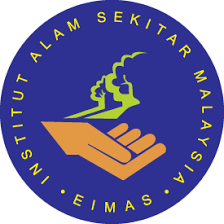 INSTITUT ALAM SEKITAR MALAYSIA
• EIMAS •